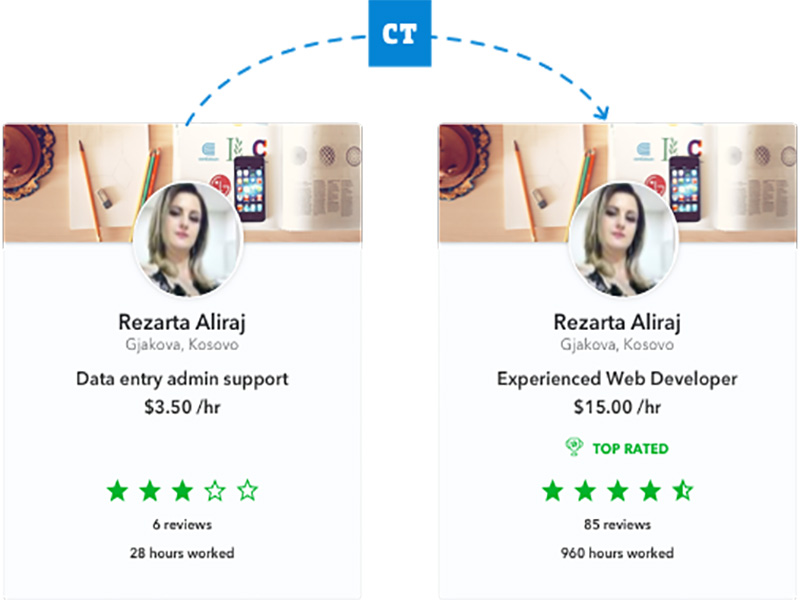 CT
Rezarta Aliraj
Gjakova, Kosovo
Data entry admin support
$3.50 /hr
6 reviews
28 hours worked
Rezarta Aliraj
Gjakova, Kosovo
Experienced Web Developer
$15.00 /hr
TOP RATED
85 reviews
960 hours worked